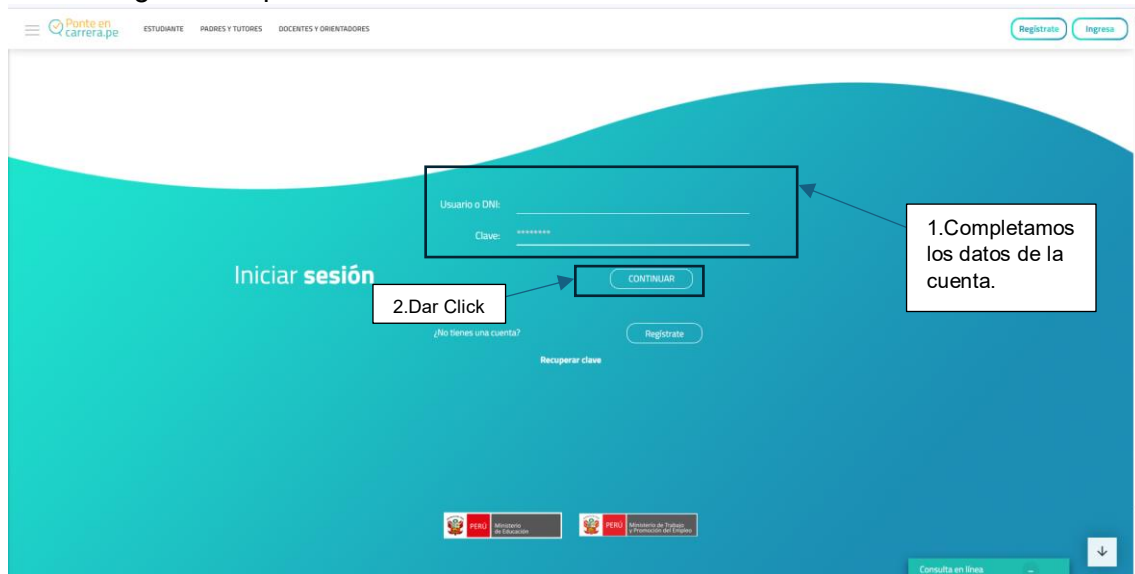 Ponte en
carrera.pe
ESTUDIANTE PADRES Y TUTORES DOCENTES Y ORIENTADORES
Regístrate Ingresa
Usuario o DNI:
Clave: ********
1.Completamos
los datos de la
cuenta.
Iniciar sesión
CONTINUAR
2.Dar Click
¿No tienes una cuenta? Regístrate
Recuperar clave
PERÚ Ministerio
de Educación
PERÚ Ministerio de Trabajo
y Promoción del Empleo
Consulta en línea